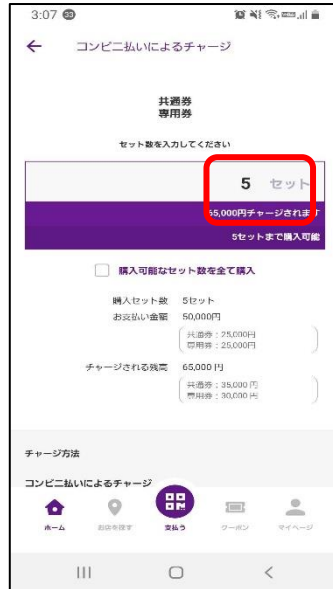 3:07
コンビニ払いによるチャージ
共通券
専用券
セット数を入力してください
5 セット
65,000円チャージされます
5セットまで購入可能
購入可能なセット数を全て購入
購入セット数 5セット
お支払い金額 50,000円
共通券：25,000円
専用券：25,000円
チャージされる残高 65,000円
共通券：35,000円
専用券：30,000円
チャージ方法
コンビニ払いによるチャージ
ホーム お店を探す 支払う クーポン マイページ